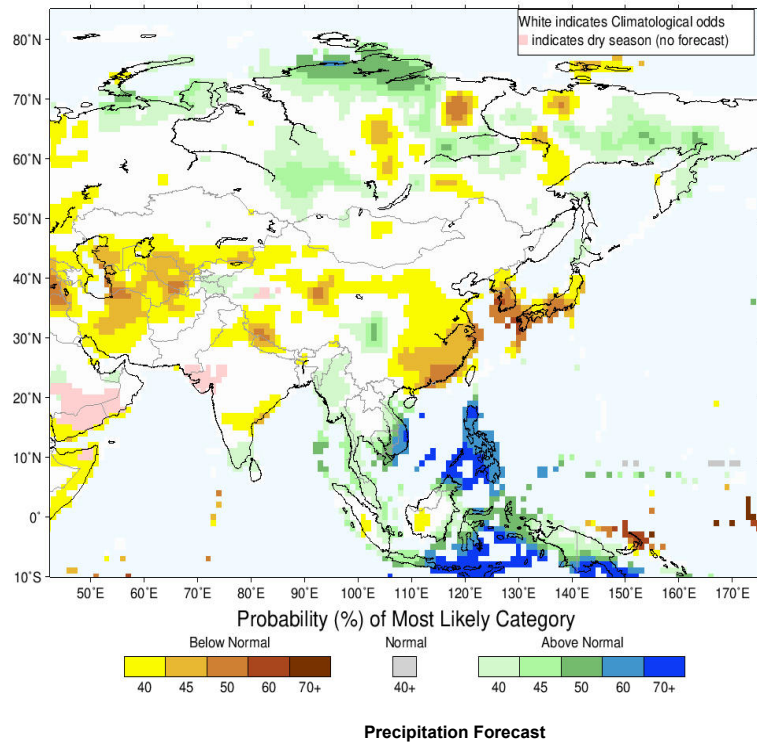 White indicates Climatological odds
indicates dry season (no forecast)
80˚N
70˚N
60˚N
50˚N
40˚N
30˚N
20˚N
10˚N
0˚
10˚S
50˚E 60˚E 70˚E 80˚E 90˚E 100˚E 110˚E 120˚E 130˚E 140˚E 150˚E 160˚E 170˚E
Probability (%) of Most Likely Category
Below Normal Normal Above Normal
40 45 50 60 70+ 40+ 40 45 50 60 70+
Precipitation Forecast